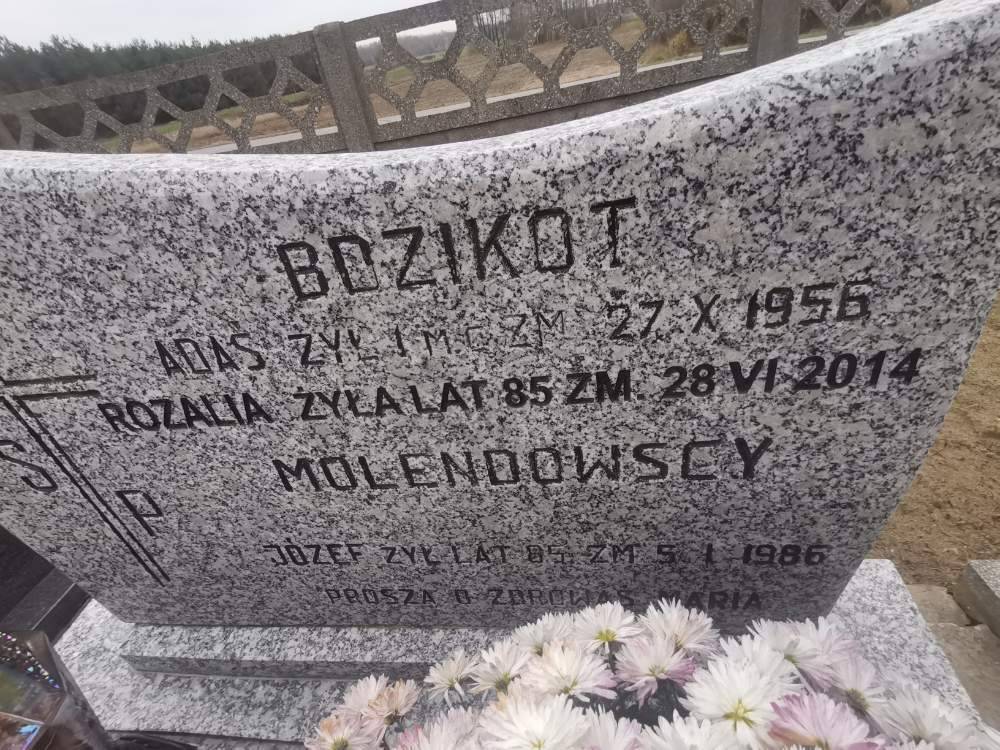 BOZIKOT
ADAŚ ŻYŁ 1 MC ZM 27 X 1956
ROZALIA ŻYŁA LAT 85 ZM. 28 VI 2014
MOLENDOWSCY
JÓZEF ŻYŁ LAT 85 ZM 5 I 1986
PROSZĄ O ZDROWAŚ MARIA
Ś P